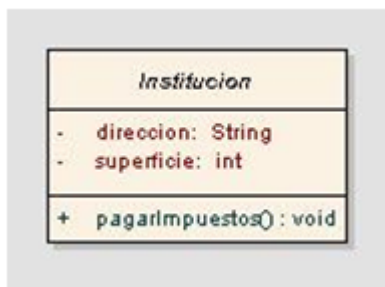 Institucion
- direccion: String
- superficie: int
+ pagarImpuestos() : void